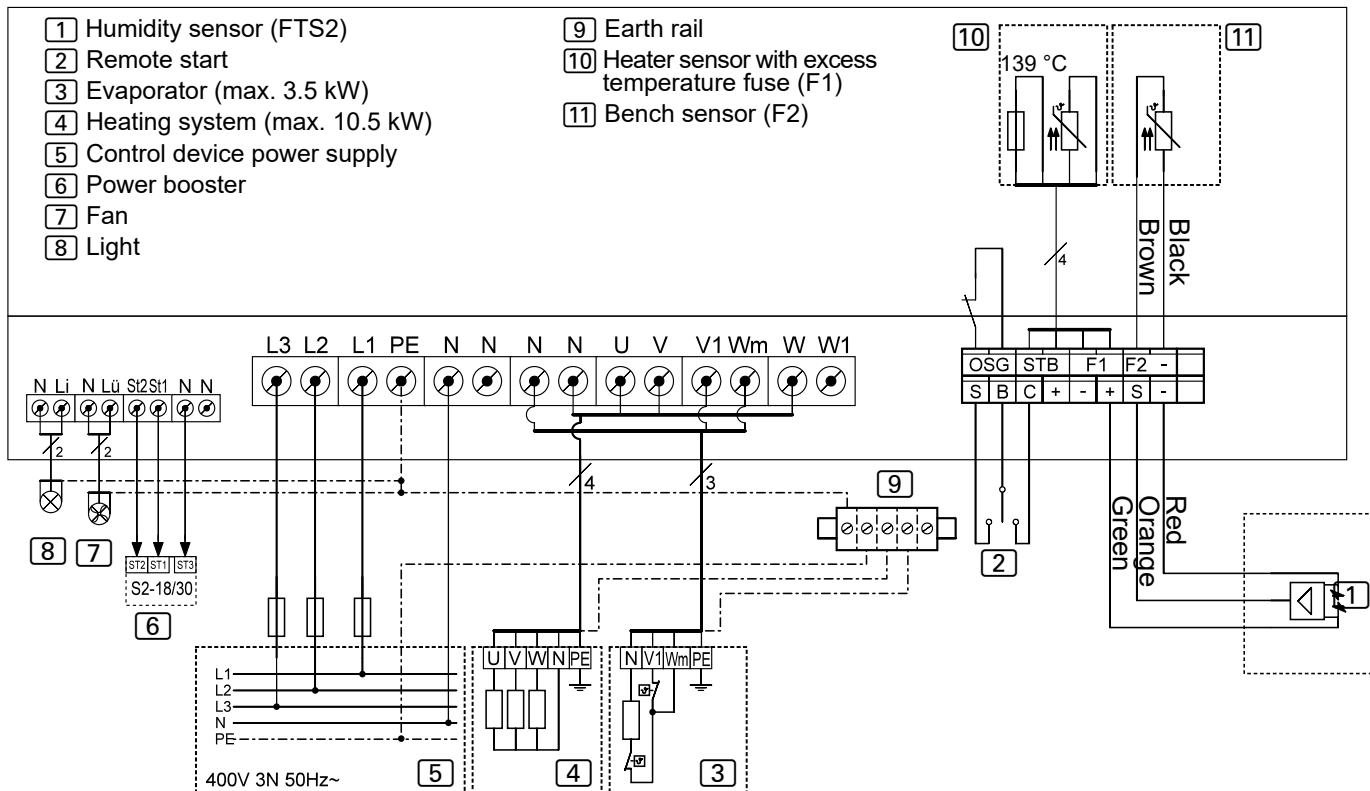 1 Humidity sensor (FTS2)
2 Remote start
3 Evaporator (max. 3.5 kW)
4 Heating system (max. 10.5 kW)
5 Control device power supply
6 Power booster
7 Fan
8 Light
9 Earth rail
10 Heater sensor with excess
temperature fuse (F1)
11 Bench sensor (F2)
10
11
139 °C
Brown
Black
4
L3 L2 L1 PE N N N N U V V1 Wm W W1
OSG STB F1 F2 -
S B C + - + S -
N Li N Lü St2 St1 N N
2
2
4
3
9
8
7
ST2 ST1 ST3
S2-18/30
6
2
Green
Orange
Red
1
U V W N PE
N V1 Wm PE
L1
L2
L3
N
PE
400V 3N 50Hz~
5
4
3